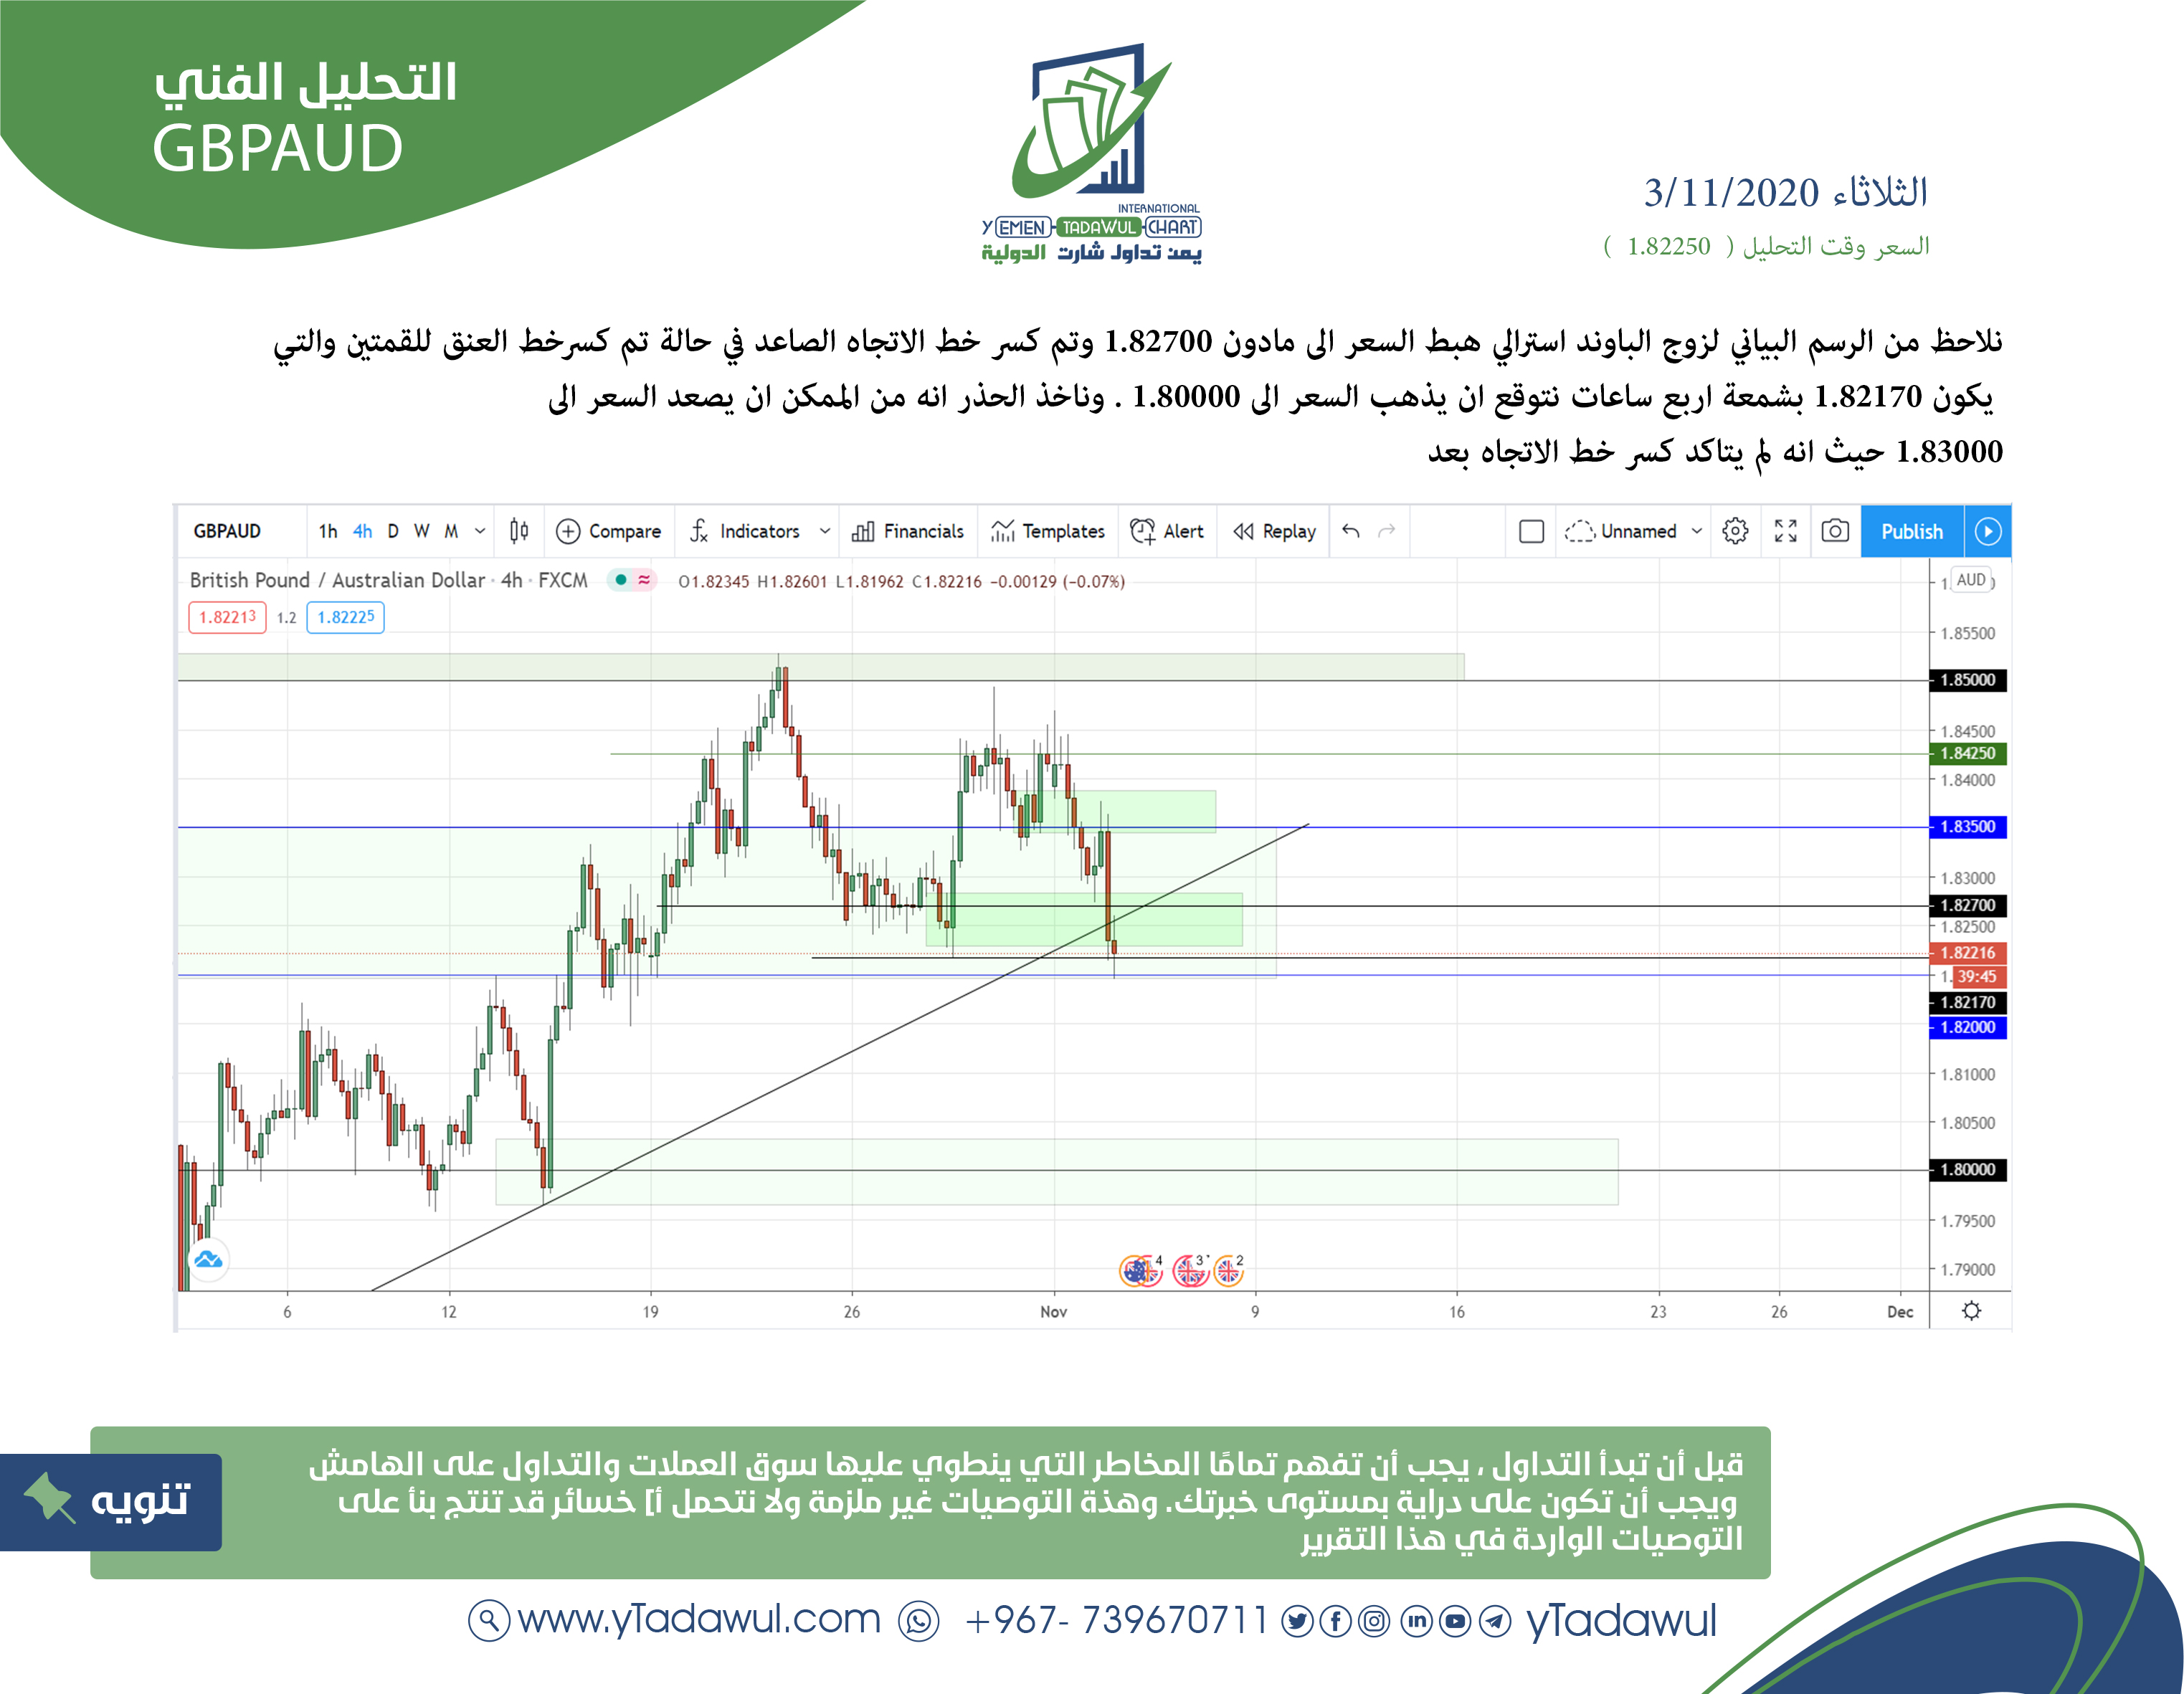 التحليل الفني
GBPAUD
INTERNATIONAL
YEMEN-TADAWUL-CHART
يمن تداول شارت الدولية
الثلاثاء 3/11/2020
السعر وقت التحليل ( 1.82250 )
نلاحظ من الرسم البياني لزوج الباوند استرالي هبط السعر الى مادون 1.82700 وتم كسر خط الاتجاه الصاعد في حالة تم كسرخط العنق للقمتين والتي
يكون 1.82170 بشمعة اربع ساعات نتوقع ان يذهب السعر الى 1.80000 . وناخذ الحذر انه من الممكن ان يصعد السعر الى
1.83000 حيث انه لم يتاكد كسر خط الاتجاه بعد
GBPAUD 1h 4h D W M Compare Indicators Financials Templates Alert Replay Unnamed Publish
British Pound / Australian Dollar · 4h · FXCM O1.82345 H1.82601 L1.81962 C1.82216 −0.00129 (−0.07%)
AUD
1.82213 1.2 1.82225
1.85500
1.85000
1.84500
1.84250
1.84000
1.83500
1.83000
1.82700
1.82500
1.82216
39:45
1.82170
1.82000
1.81000
1.80500
1.80000
1.79500
1.79000
4 3 2
6 12 19 26 Nov 9 16 23 26 Dec
تنويه
قبل أن تبدأ التداول ، يجب أن تفهم تمامًا المخاطر التي ينطوي عليها سوق العملات والتداول على الهامش
ويجب أن تكون على دراية بمستوى خبرتك. وهذة التوصيات غير ملزمة ولا نتحمل أ] خسائر قد تنتج بنأ على
التوصيات الواردة في هذا التقرير
www.yTadawul.com +967- 739670711 yTadawul